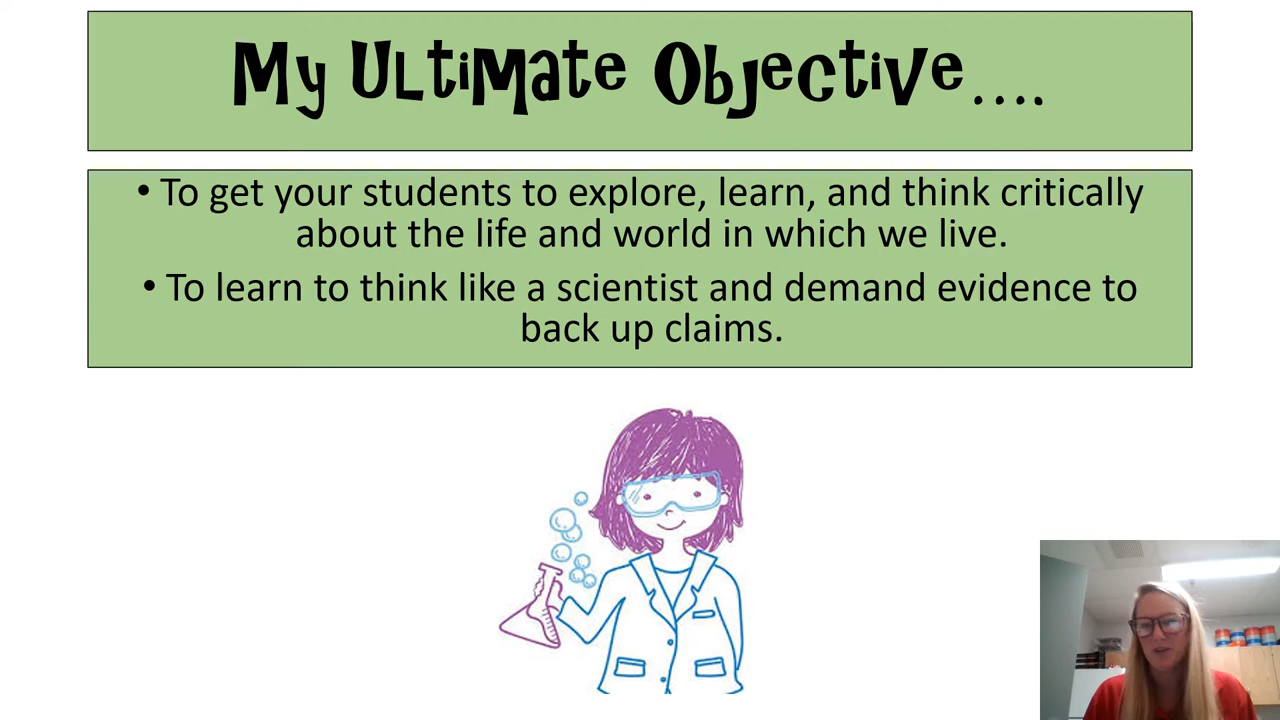 My Ultimate Objective....
• To get your students to explore, learn, and think critically
about the life and world in which we live.
• To learn to think like a scientist and demand evidence to
back up claims.